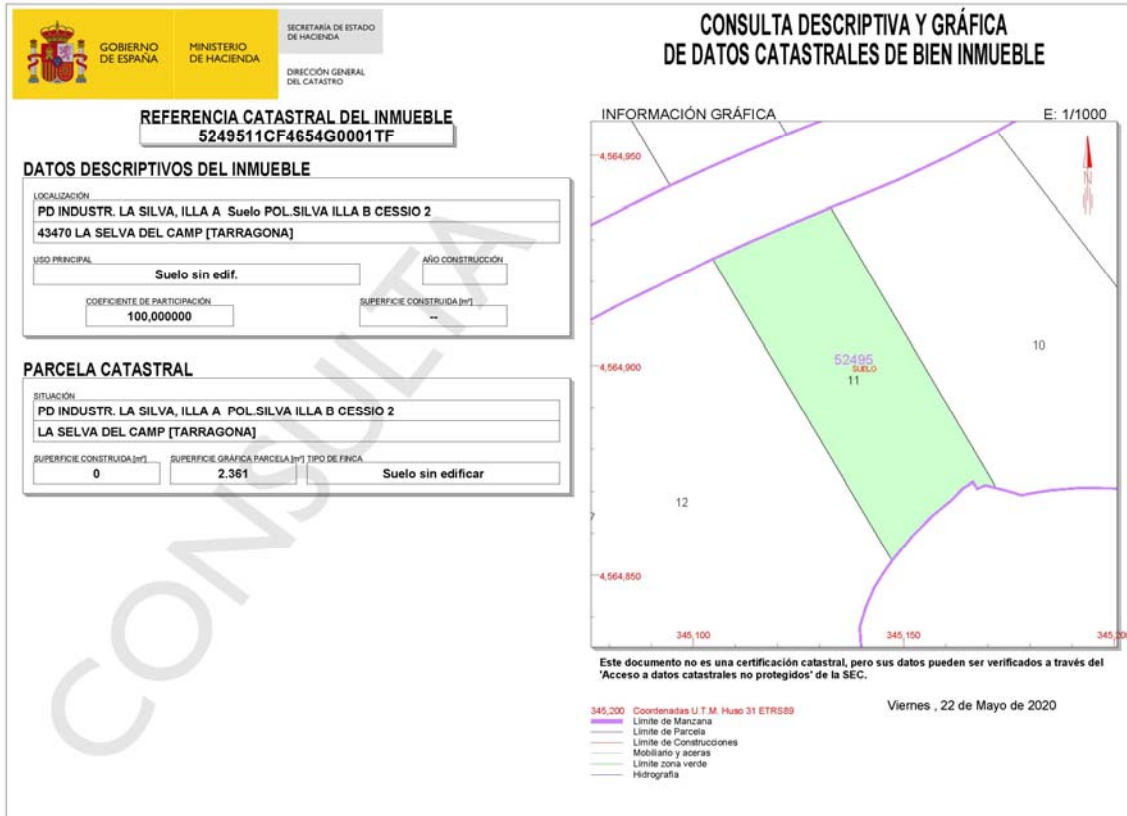 GOBIERNO
DE ESPAÑA
MINISTERIO
DE HACIENDA
SECRETARÍA DE ESTADO
DE HACIENDA
DIRECCIÓN GENERAL
DEL CATASTRO
CONSULTA DESCRIPTIVA Y GRÁFICA
DE DATOS CATASTRALES DE BIEN INMUEBLE
REFERENCIA CATASTRAL DEL INMUEBLE
5249511CF4654G0001TF
DATOS DESCRIPTIVOS DEL INMUEBLE
LOCALIZACIÓN
PD INDUSTR. LA SILVA, ILLA A Suelo POL.SILVA ILLA B CESSIO 2
43470 LA SELVA DEL CAMP [TARRAGONA]
USO PRINCIPAL
Suelo sin edif.
AÑO CONSTRUCCIÓN
COEFICIENTE DE PARTICIPACIÓN
100,000000
SUPERFICIE CONSTRUIDA [m²]
--
PARCELA CATASTRAL
SITUACIÓN
PD INDUSTR. LA SILVA, ILLA A POL.SILVA ILLA B CESSIO 2
LA SELVA DEL CAMP [TARRAGONA]
SUPERFICIE CONSTRUIDA [m²]
0
SUPERFICIE GRÁFICA PARCELA [m²]
2.361
TIPO DE FINCA
Suelo sin edificar
CONSULTA
INFORMACIÓN GRÁFICA E: 1/1000
4,564,950
N
10
52495
SUELO
11
4,564,900
12
7
4,564,850
345,100 345,150 345,20
Este documento no es una certificación catastral, pero sus datos pueden ser verificados a través del
'Acceso a datos catastrales no protegidos' de la SEC.
Viernes , 22 de Mayo de 2020
345,200 Coordenadas U.T.M. Huso 31 ETRS89
Límite de Manzana
Límite de Parcela
Límite de Construcciones
Mobiliario y aceras
Límite zona verde
Hidrografía